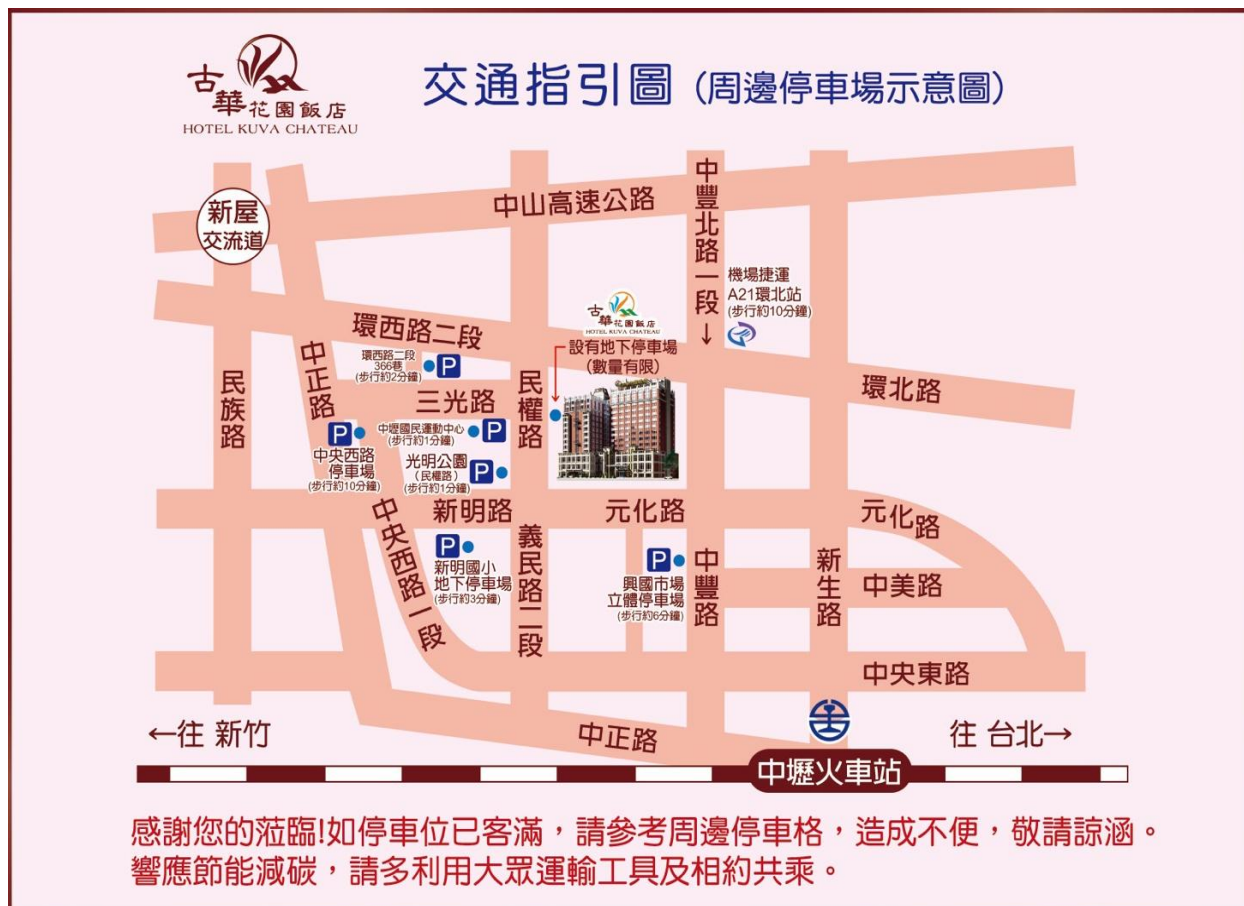 古華花園飯店
HOTEL KUVA CHATEAU
交通指引圖 (周邊停車場示意圖)
新屋
交流道
中山高速公路
中豐北路一段↓
機場捷運
A21環北站
(步行約10分鐘)
古華花園飯店
HOTEL KUVA CHATEAU
設有地下停車場
(數量有限)
環西路二段
環西路二段
366巷
(步行約2分鐘)
P
中正路
民族路
三光路
民權路
環北路
中壢國民運動中心
(步行約1分鐘)
P
P
中央西路
停車場
(步行約10分鐘)
光明公園
(民權路)
(步行約1分鐘)
P
新明路
元化路
元化路
中央西路一段
P
新明國小
地下停車場
(步行約3分鐘)
義民路二段
P
興國市場
立體停車場
(步行約6分鐘)
中豐路
新生路
中美路
中央東路
←往 新竹
中正路
往 台北→
中壢火車站
感謝您的蒞臨!如停車位已客滿，請參考周邊停車格，造成不便，敬請諒涵。
響應節能減碳，請多利用大眾運輸工具及相約共乘。